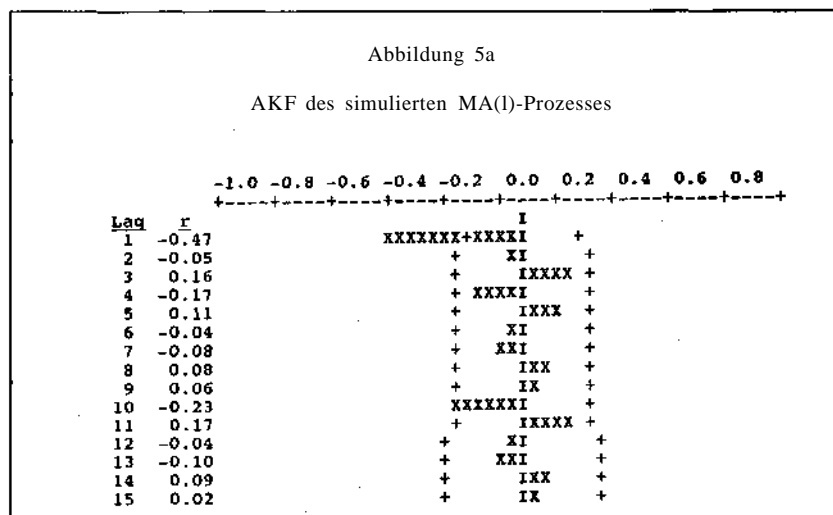 Abbildung 5a
AKF des simulierten MA(l)-Prozesses
-1.0 -0.8 -0.6 -0.4 -0.2 0.0 0.2 0.4 0.6 0.8
+----+----+----+----+----+----+----+----+----+----+
Lag r I
1 -0.47 XXXXXXX+XXXXI +
2 -0.05 + XI +
3 0.16 + IXXXX +
4 -0.17 + XXXXI +
5 0.11 + IXXX +
6 -0.04 + XI +
7 -0.08 + XXI +
8 0.08 + IXX +
9 0.06 + IX +
10 -0.23 XXXXXXI +
11 0.17 + IXXXX +
12 -0.04 + XI +
13 -0.10 + XXI +
14 0.09 + IXX +
15 0.02 + IX +